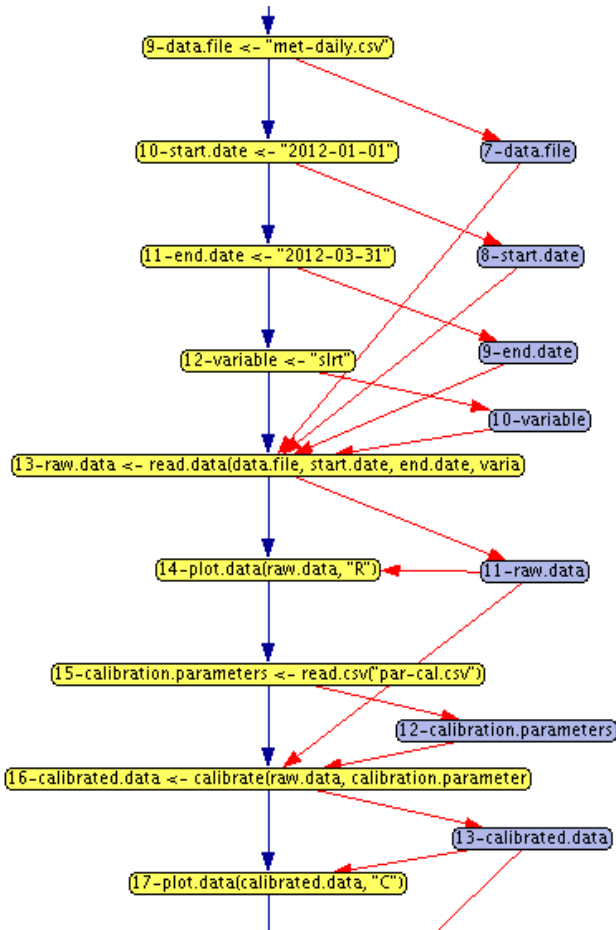 9-data.file <- "met-daily.csv"
10-start.date <- "2012-01-01"
7-data.file
11-end.date <- "2012-03-31"
8-start.date
12-variable <- "slrt"
9-end.date
10-variable
13-raw.data <- read.data(data.file, start.date, end.date, varia
14-plot.data(raw.data, "R")
11-raw.data
15-calibration.parameters <- read.csv("par-cal.csv")
12-calibration.parameters
16-calibrated.data <- calibrate(raw.data, calibration.parameter
13-calibrated.data
17-plot.data(calibrated.data, "C")